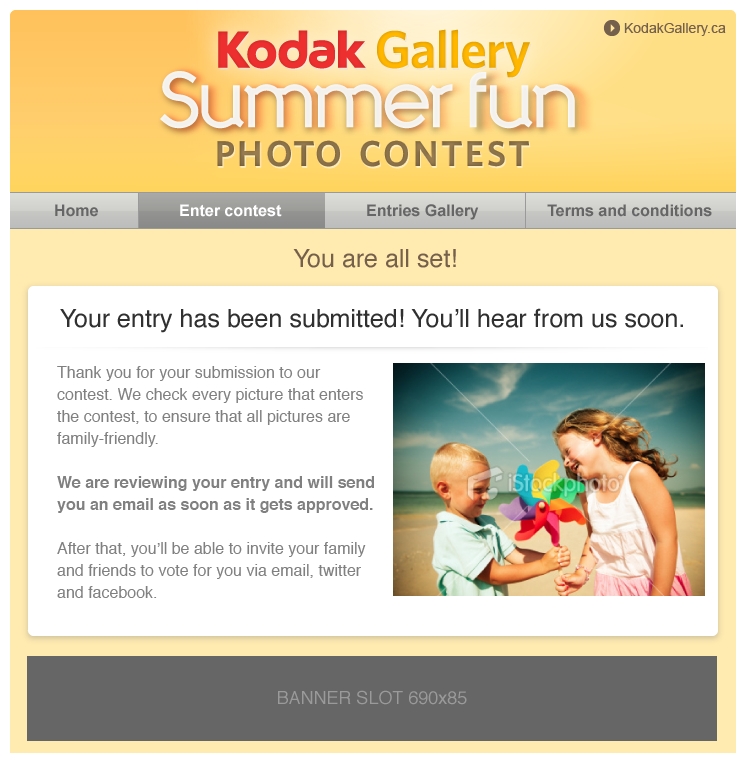 KodakGallery.ca
Kodak Gallery
Summer fun
PHOTO CONTEST
Home
Enter contest
Entries Gallery
Terms and conditions
You are all set!
Your entry has been submitted! You’ll hear from us soon.
Thank you for your submission to our
contest. We check every picture that enters
the contest, to ensure that all pictures are
family-friendly.
We are reviewing your entry and will send
you an email as soon as it gets approved.
After that, you’ll be able to invite your family
and friends to vote for you via email, twitter
and facebook.
iStockphoto
BANNER SLOT 690x85